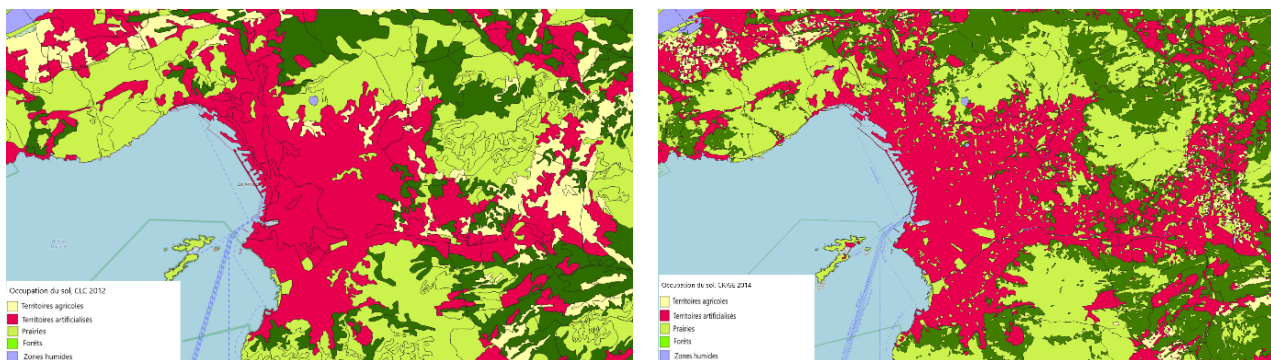 Occupation du sol, CLC 2012
Territoires agricoles
Territoires artificialisés
Prairies
Forêts
Zones humides
Occupation du sol, CRIGE 2014
Territoires agricoles
Territoires artificialisés
Prairies
Forêts
Zones humides